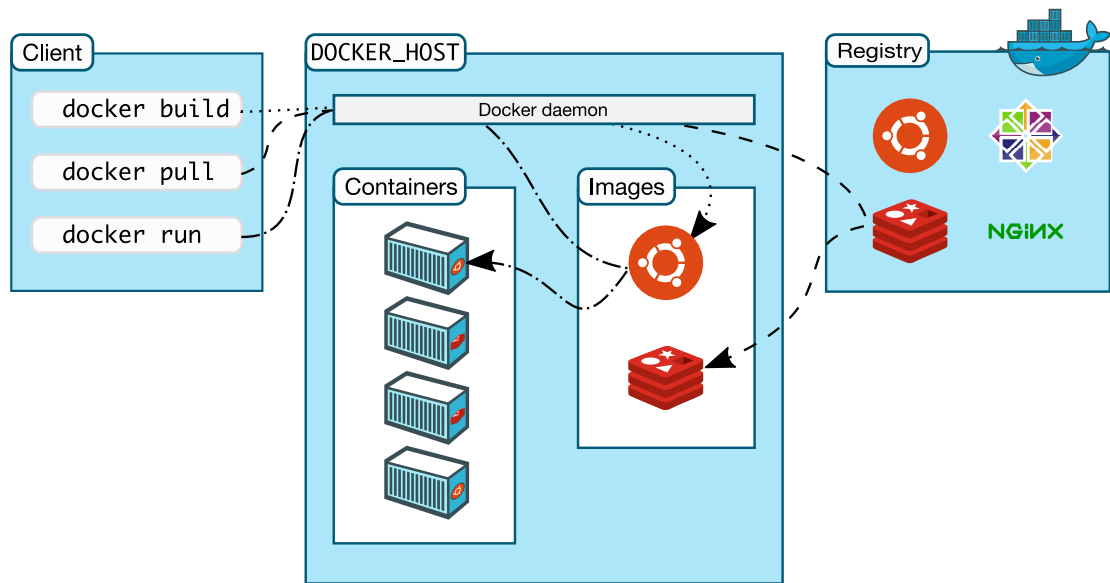 Client
docker build
docker pull
docker run
DOCKER_HOST
Docker daemon
Containers
Images
Registry
NGiNX